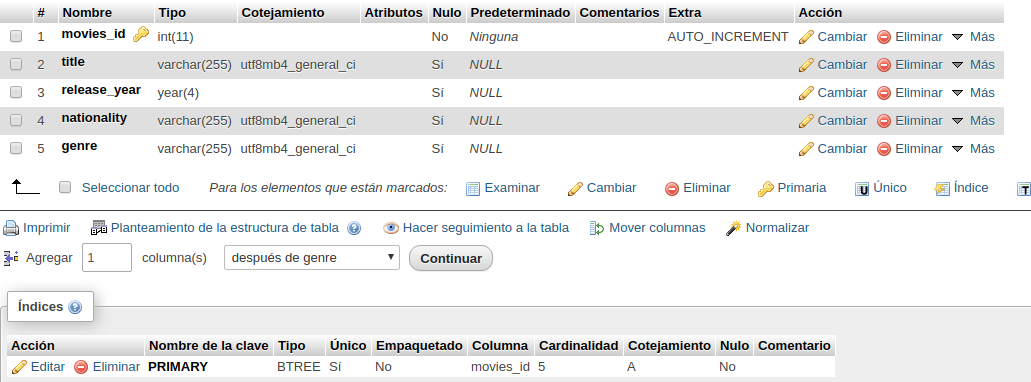 # Nombre Tipo Cotejamiento Atributos Nulo Predeterminado Comentarios Extra Acción
1 movies_id int(11) No Ninguna AUTO_INCREMENT Cambiar Eliminar Más
2 title varchar(255) utf8mb4_general_ci Sí NULL Cambiar Eliminar Más
3 release_year year(4) Sí NULL Cambiar Eliminar Más
4 nationality varchar(255) utf8mb4_general_ci Sí NULL Cambiar Eliminar Más
5 genre varchar(255) utf8mb4_general_ci Sí NULL Cambiar Eliminar Más
Seleccionar todo Para los elementos que están marcados: Examinar Cambiar Eliminar Primaria U Único Índice T
Imprimir Planteamiento de la estructura de tabla Hacer seguimiento a la tabla Mover columnas Normalizar
Agregar 1 columna(s) después de genre Continuar
Índices
Acción Nombre de la clave Tipo Único Empaquetado Columna Cardinalidad Cotejamiento Nulo Comentario
Editar Eliminar PRIMARY BTREE Sí No movies_id 5 A No